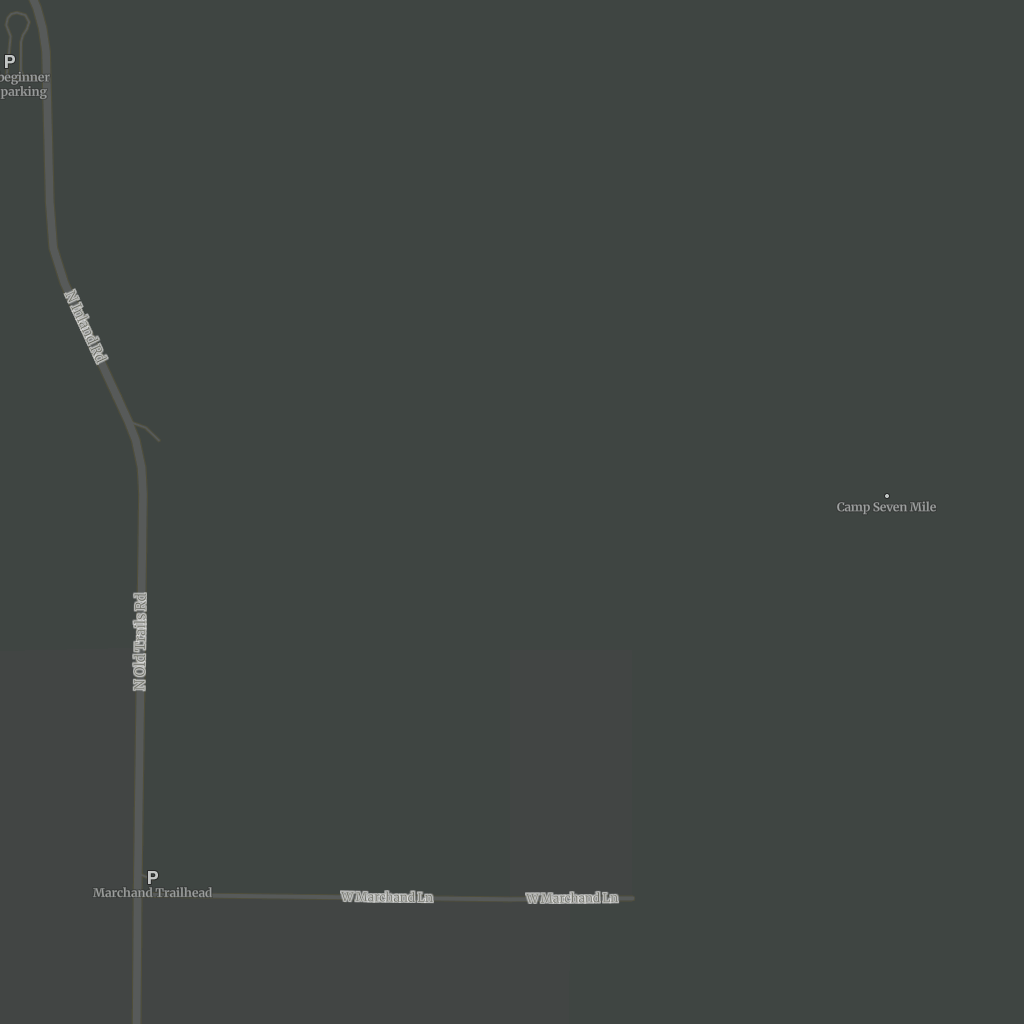 P
beginner
parking
N Inland Rd
Camp Seven Mile
N Old Trails Rd
P
Marchand Trailhead
W Marchand Ln
W Marchand Ln